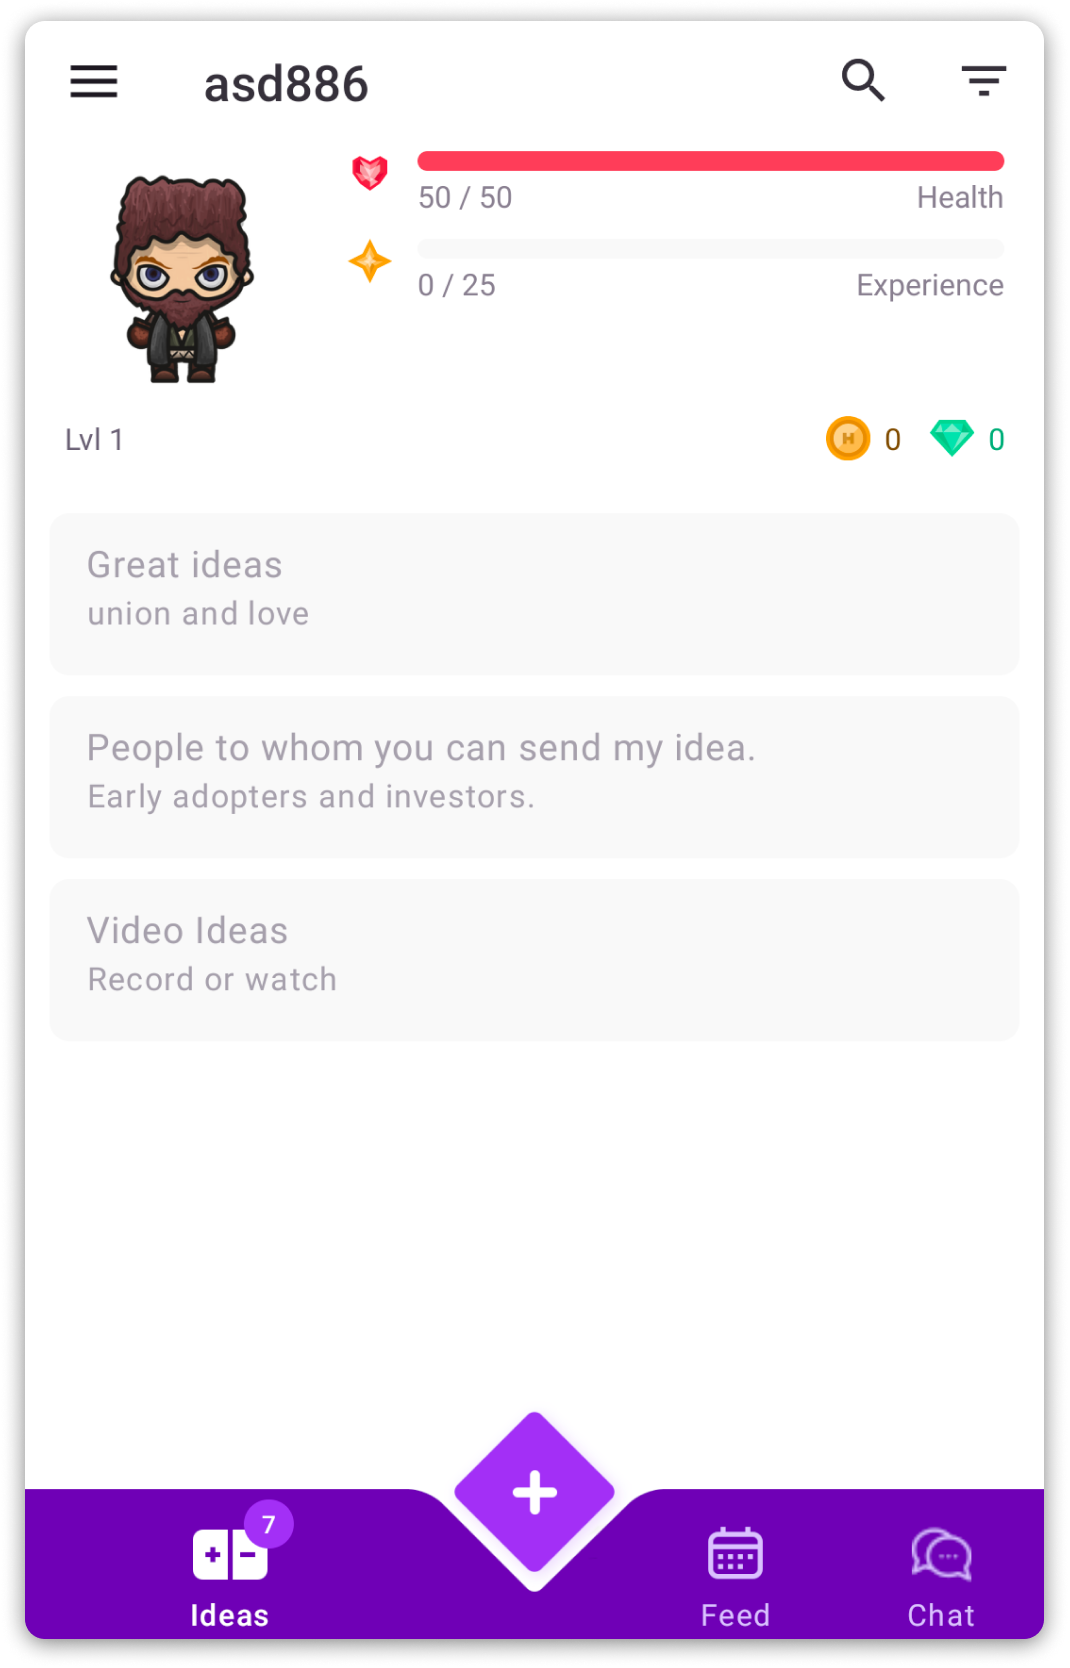 asd886
50 / 50 Health
0 / 25 Experience
Lvl 1 H 0 0
Great ideas
union and love
People to whom you can send my idea.
Early adopters and investors.
Video Ideas
Record or watch
7
Ideas Feed Chat